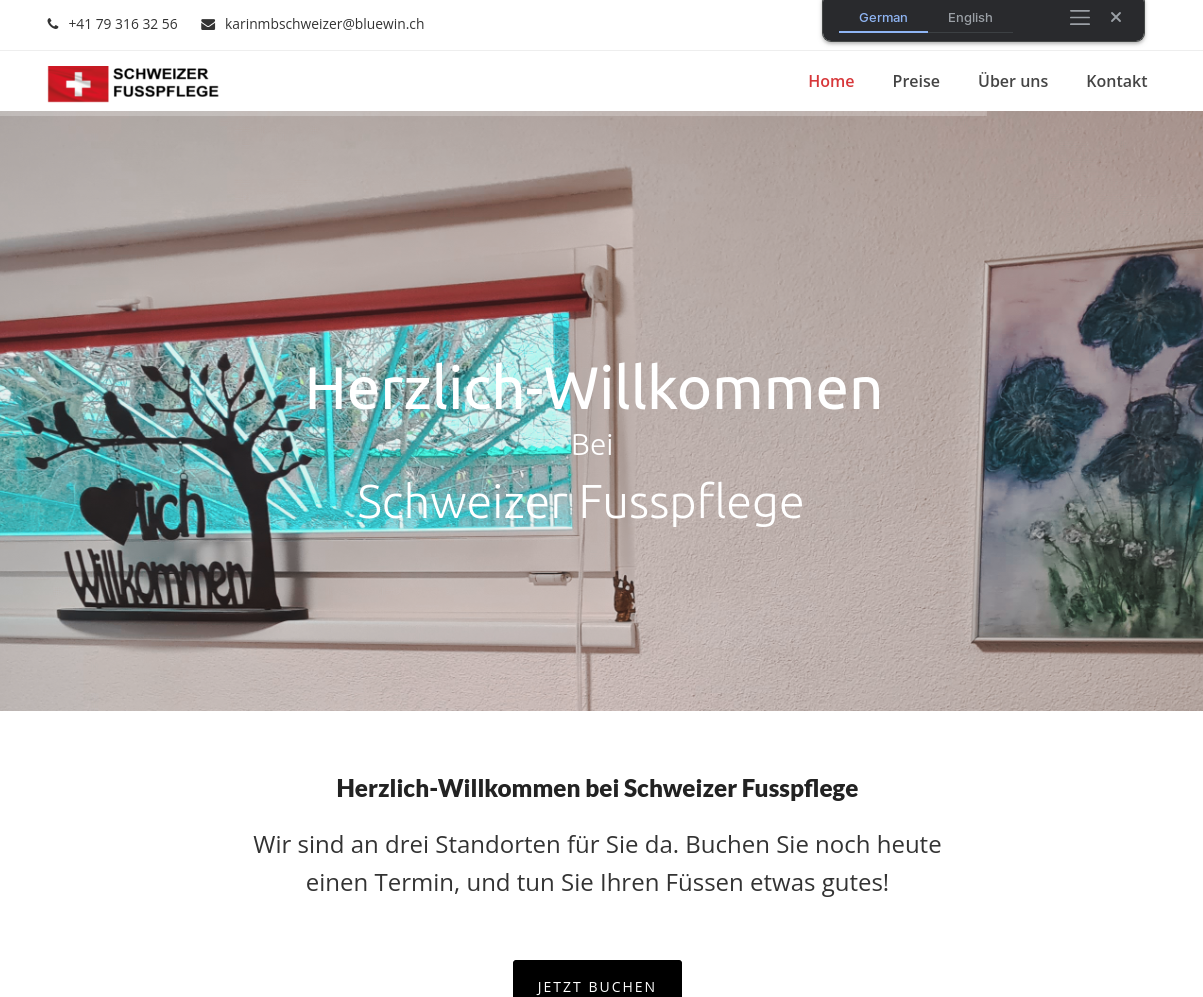 +41 79 316 32 56 karinmbschweizer@bluewin.ch
German English
SCHWEIZER
FUSSPFLEGE
Home Preise Über uns Kontakt
Herzlich-Willkommen
Bei
Schweizer Fusspflege
lich
Willkommen
Herzlich-Willkommen bei Schweizer Fusspflege
Wir sind an drei Standorten für Sie da. Buchen Sie noch heute
einen Termin, und tun Sie Ihren Füssen etwas gutes!
JETZT BUCHEN